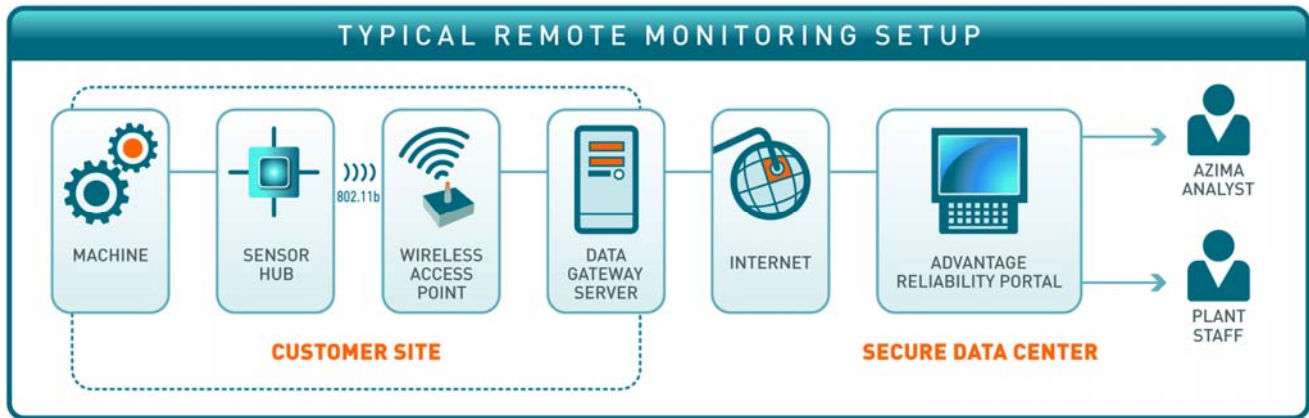 TYPICAL REMOTE MONITORING SETUP
MACHINE
SENSOR
HUB
802.11b
WIRELESS
ACCESS
POINT
DATA
GATEWAY
SERVER
INTERNET
ADVANTAGE
RELIABILITY PORTAL
AZIMA
ANALYST
PLANT
STAFF
CUSTOMER SITE
SECURE DATA CENTER